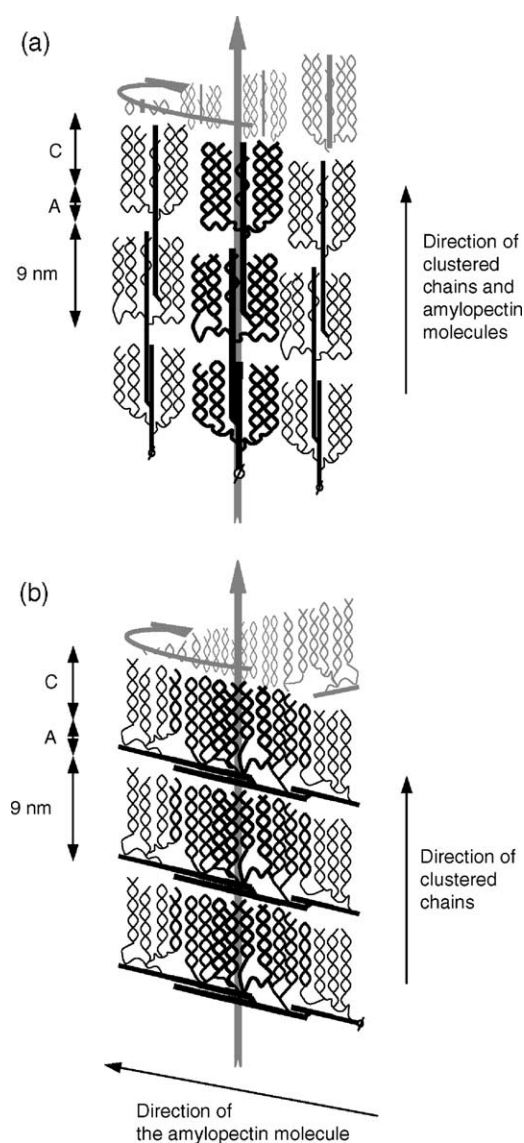 (a)
C
A
9 nm
Direction of
clustered
chains and
amylopectin
molecules
(b)
C
A
9 nm
Direction of
clustered chains
Direction of
the amylopectin molecule